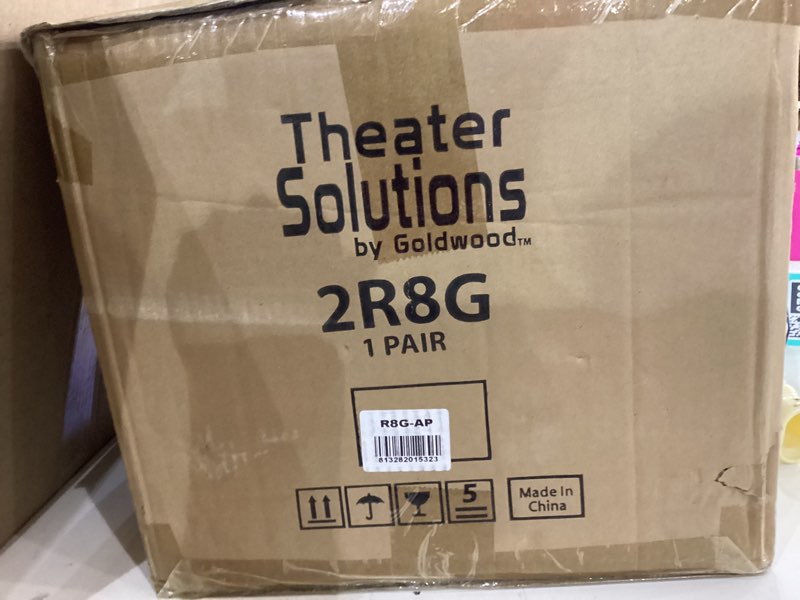 Theater
Solutions
by Goldwood™
2R8G
1 PAIR
R8G-AP
813282015323
5
Made In
China